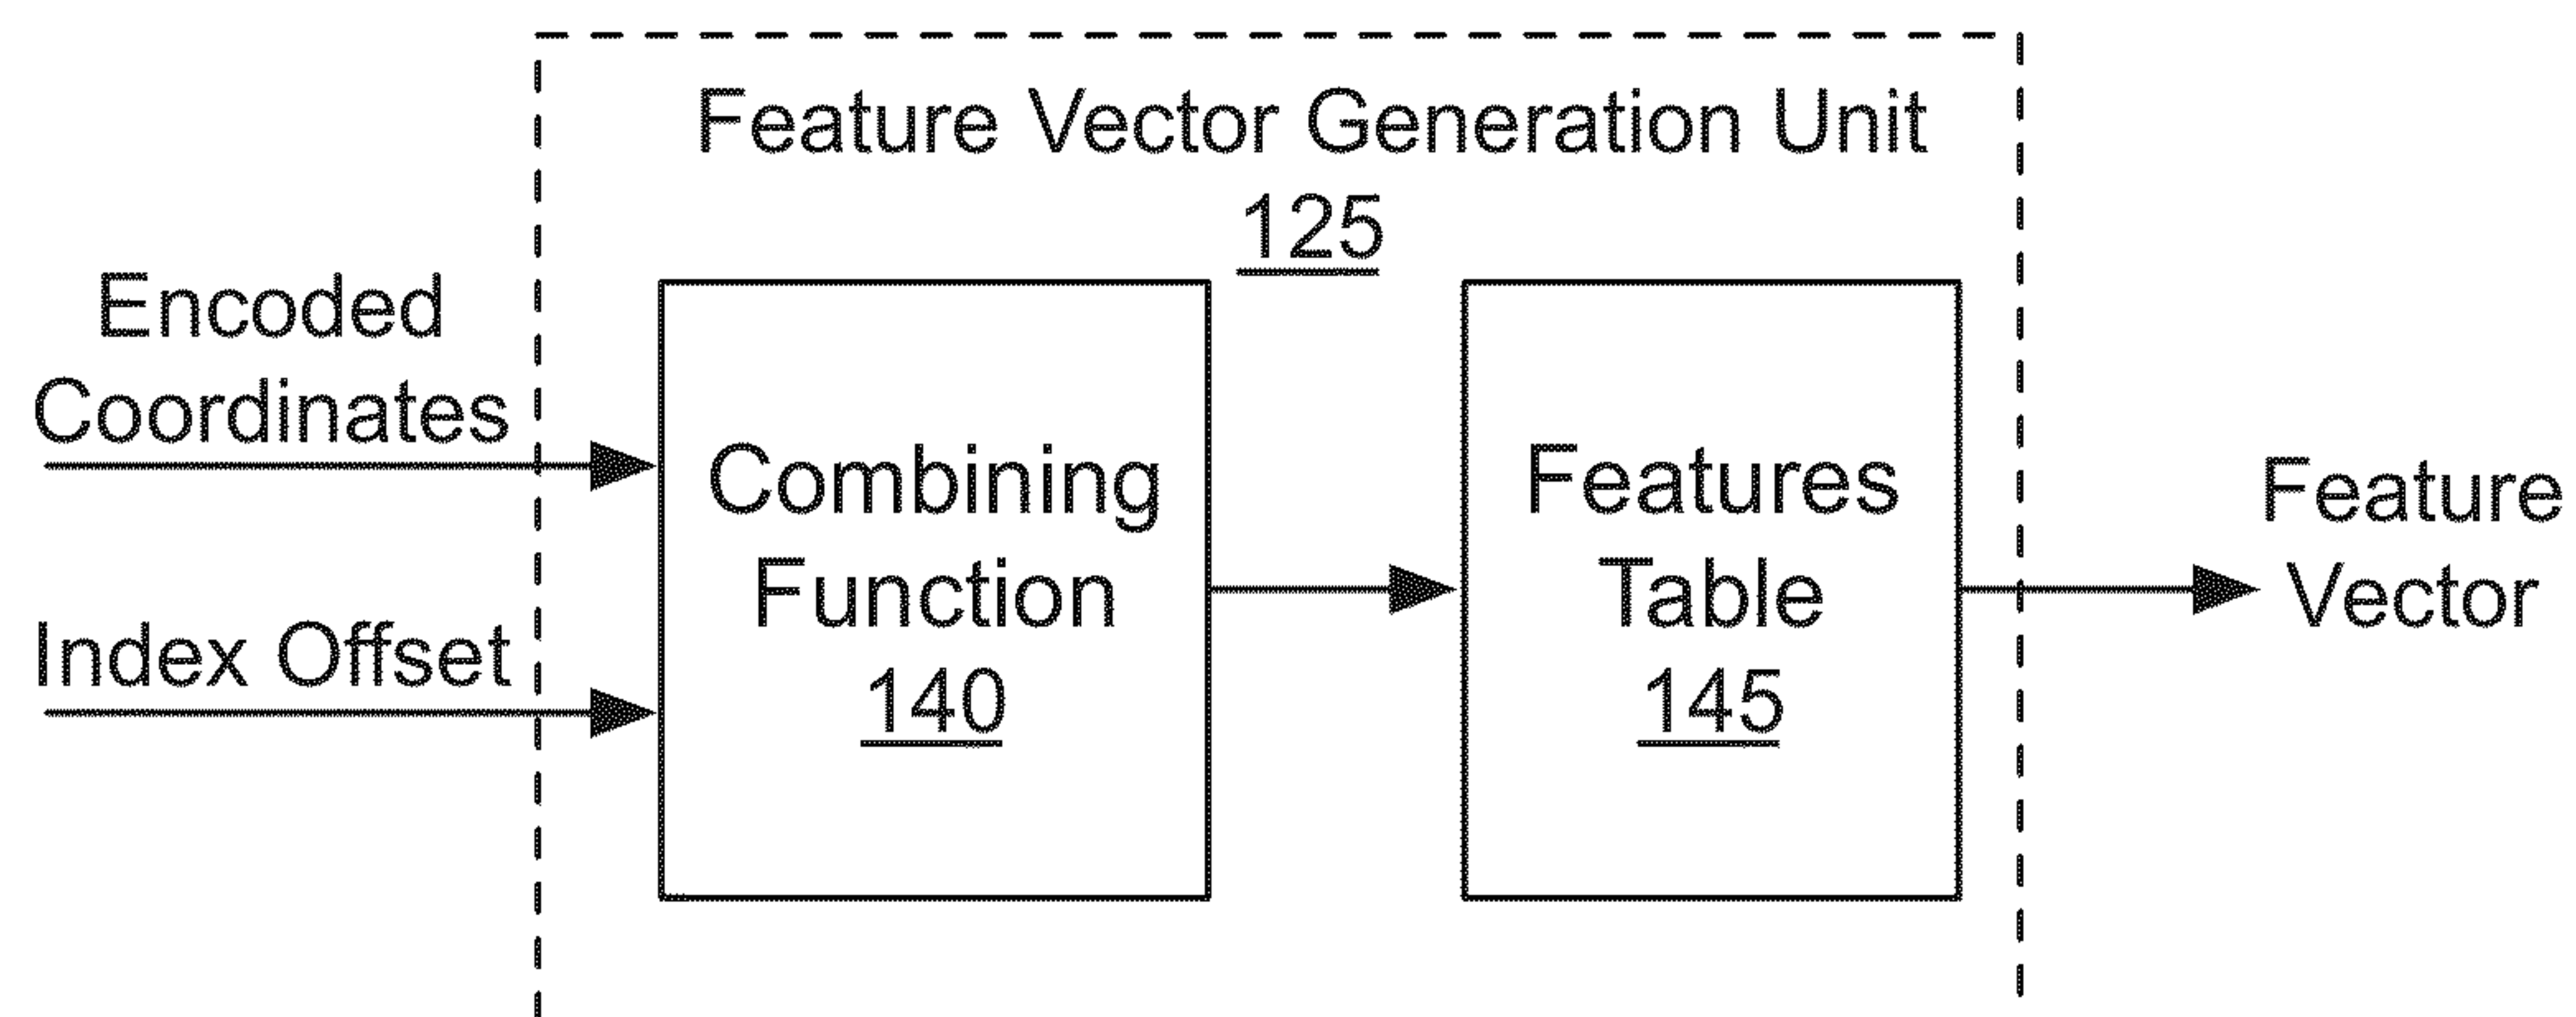 Feature Vector Generation Unit
125
Encoded
Coordinates
Index Offset
Combining
Function
140
Features
Table
145
Feature
Vector